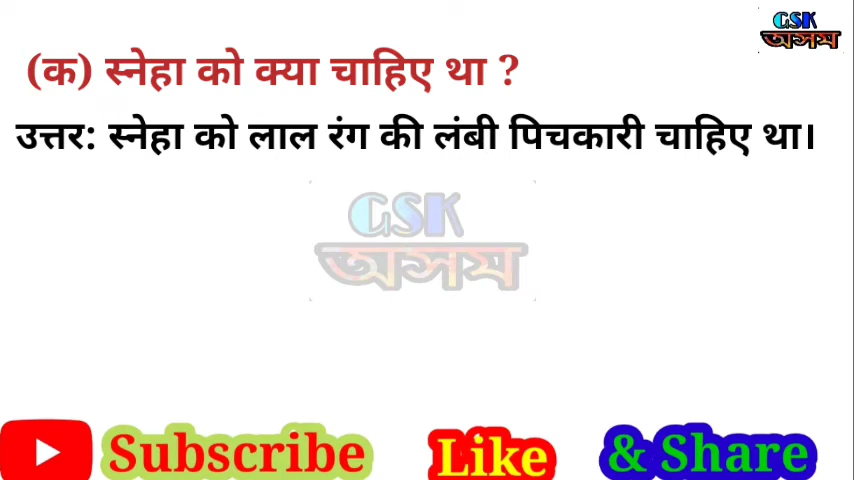 GSK
অসম
(क) स्नेहा को क्या चाहिए था ?
उत्तर: स्नेहा को लाल रंग की लंबी पिचकारी चाहिए था।
GSK
অসম
Subscribe Like & Share